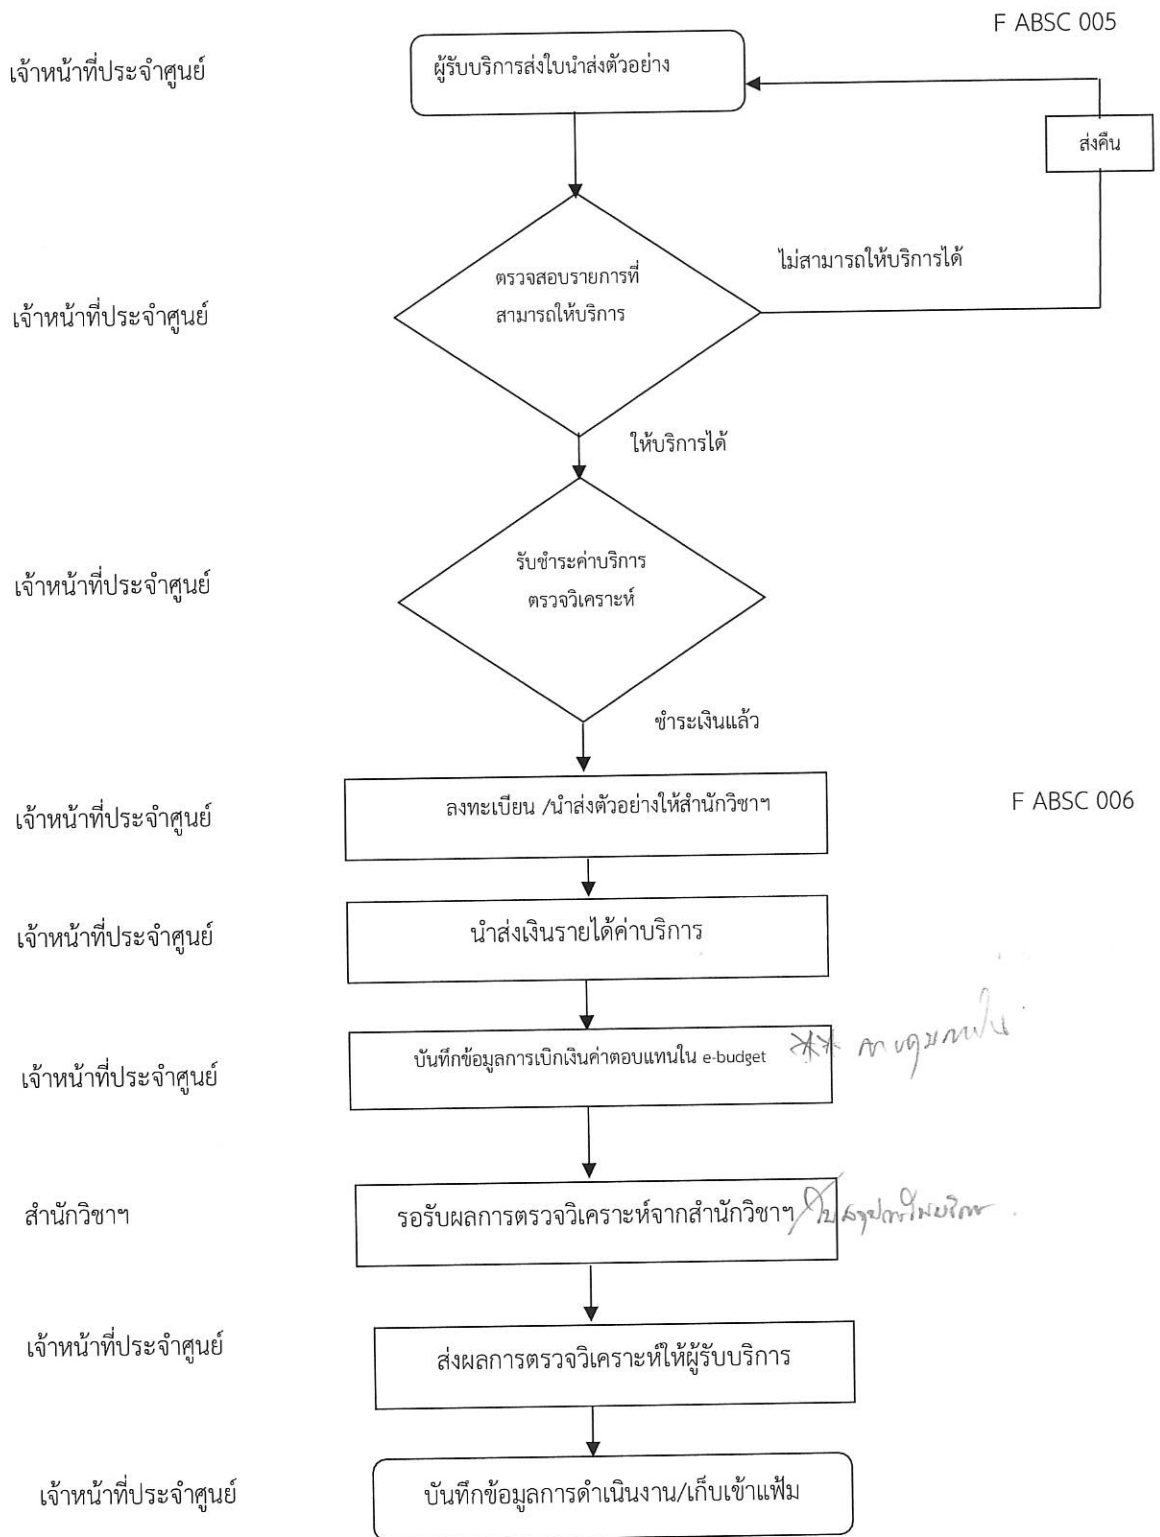 F ABSC 005
เจ้าหน้าที่ประจำศูนย์
ผู้รับบริการส่งใบนำส่งตัวอย่าง
ส่งคืน
ไม่สามารถให้บริการได้
ตรวจสอบรายการที่
สามารถให้บริการ
เจ้าหน้าที่ประจำศูนย์
ให้บริการได้
รับชำระค่าบริการ
ตรวจวิเคราะห์
เจ้าหน้าที่ประจำศูนย์
ชำระเงินแล้ว
เจ้าหน้าที่ประจำศูนย์
ลงทะเบียน /นำส่งตัวอย่างให้สำนักวิชาฯ
F ABSC 006
เจ้าหน้าที่ประจำศูนย์
นำส่งเงินรายได้ค่าบริการ
เจ้าหน้าที่ประจำศูนย์
บันทึกข้อมูลการเบิกเงินค่าตอบแทนใน e-budget
**
สำนักวิชาฯ
รอรับผลการตรวจวิเคราะห์จากสำนักวิชาฯ
เจ้าหน้าที่ประจำศูนย์
ส่งผลการตรวจวิเคราะห์ให้ผู้รับบริการ
เจ้าหน้าที่ประจำศูนย์
บันทึกข้อมูลการดำเนินงาน/เก็บเข้าแฟ้ม